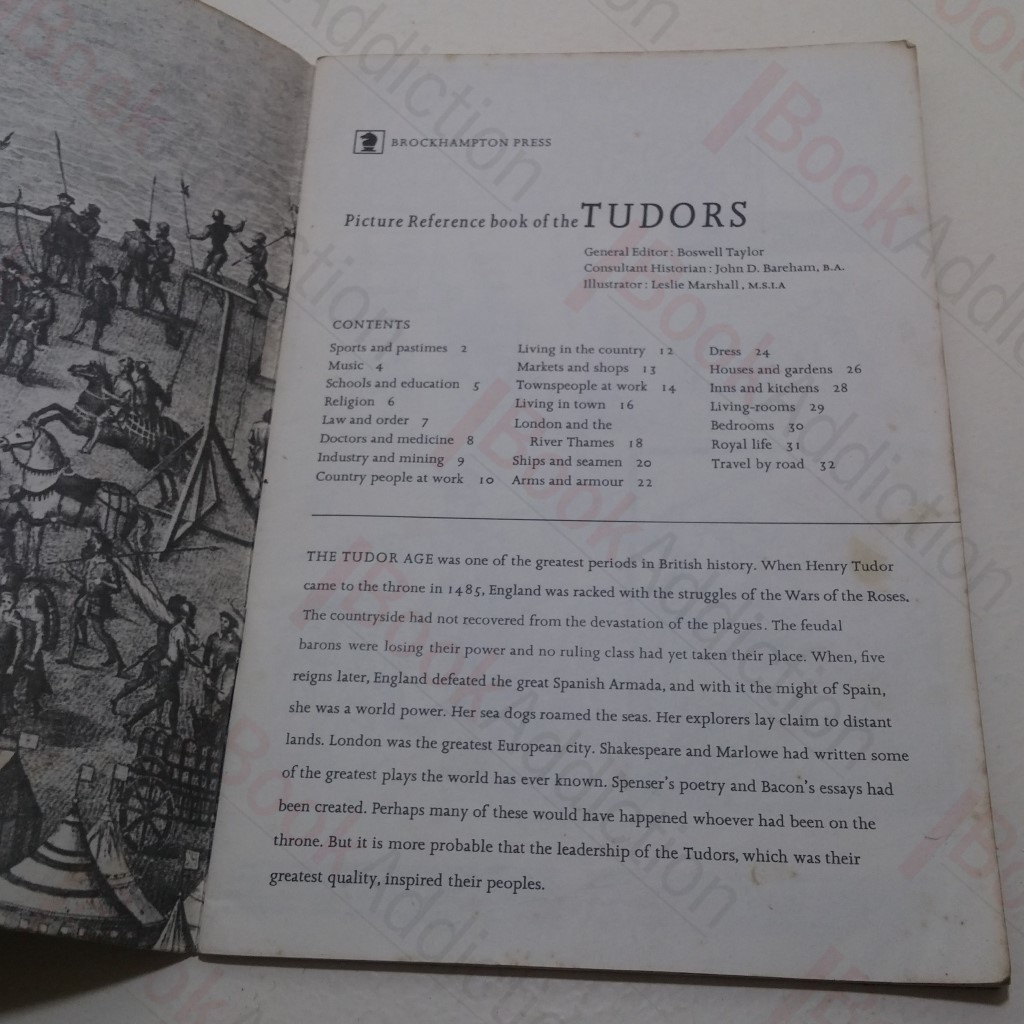 BROCKHAMPTON PRESS
Picture Reference book of the TUDORS
General Editor: Boswell Taylor
Consultant Historian: John D. Bareham, B.A.
Illustrator: Leslie Marshall, M.S.I.A
CONTENTS
Sports and pastimes 2
Music 4
Schools and education 5
Religion 6
Law and order 7
Doctors and medicine 8
Industry and mining 9
Country people at work 10
Living in the country 12
Markets and shops 13
Townspeople at work 14
Living in town 16
London and the
River Thames 18
Ships and seamen 20
Arms and armour 22
Dress 24
Houses and gardens 26
Inns and kitchens 28
Living-rooms 29
Bedrooms 30
Royal life 31
Travel by road 32
THE TUDOR AGE was one of the greatest periods in British history. When Henry Tudor
came to the throne in 1485, England was racked with the struggles of the Wars of the Roses.
The countryside had not recovered from the devastation of the plagues. The feudal
barons were losing their power and no ruling class had yet taken their place. When, five
reigns later, England defeated the great Spanish Armada, and with it the might of Spain,
she was a world power. Her sea dogs roamed the seas. Her explorers lay claim to distant
lands. London was the greatest European city. Shakespeare and Marlowe had written some
of the greatest plays the world has ever known. Spenser's poetry and Bacon's essays had
been created. Perhaps many of these would have happened whoever had been on the
throne. But it is more probable that the leadership of the Tudors, which was their
greatest quality, inspired their peoples.
BookAddiction